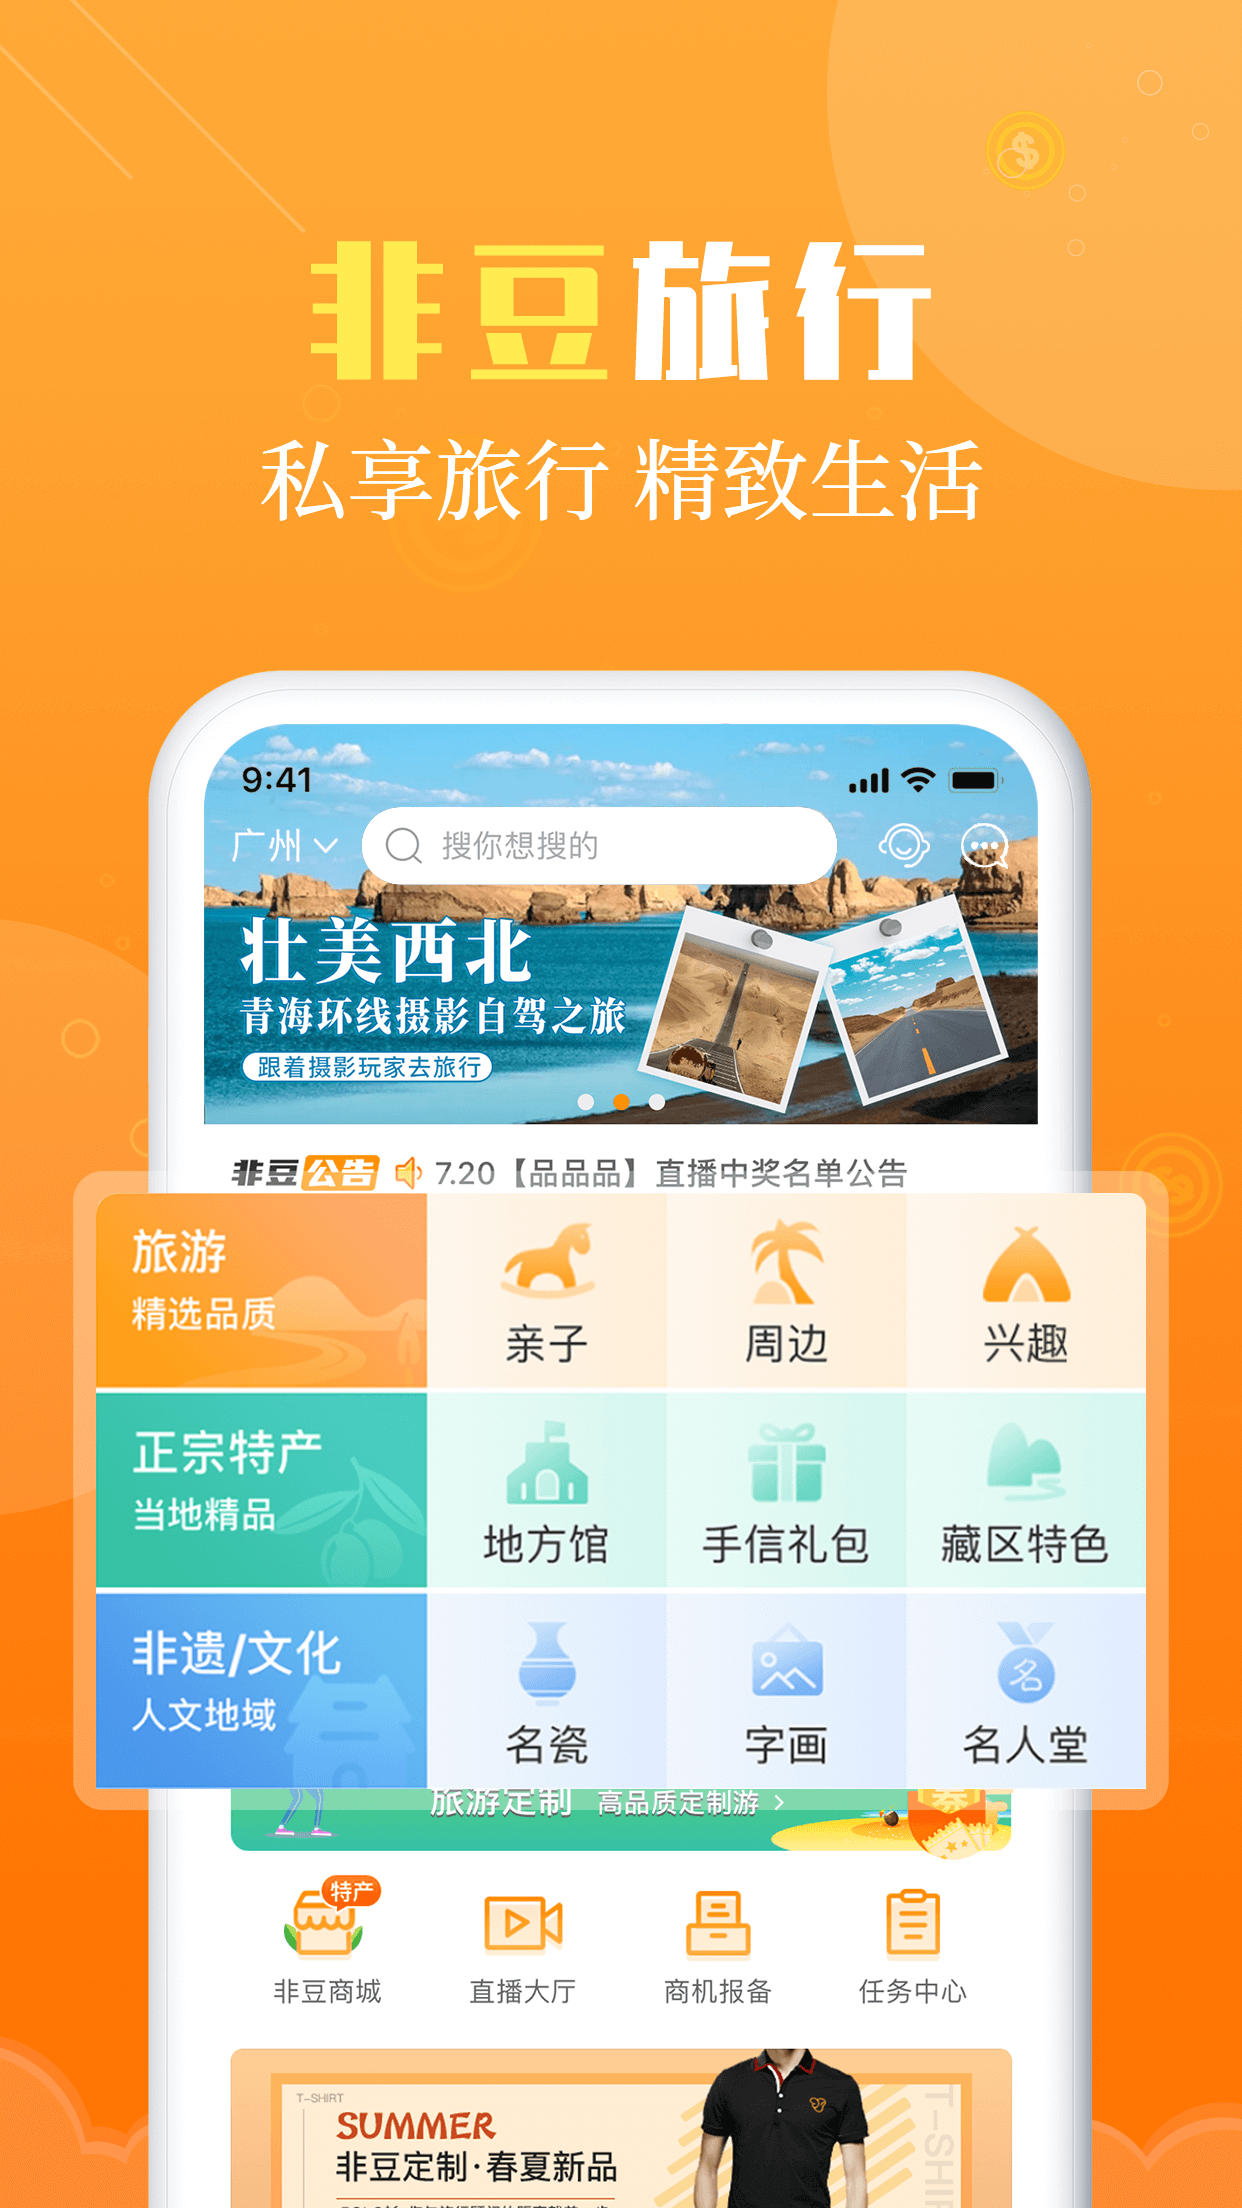 非豆旅行
私享旅行 精致生活
9:41
广州
搜你想搜的
壮美西北
青海环线摄影自驾之旅
跟着摄影玩家去旅行
非豆公告 7.20【品品品】直播中奖名单公告
旅游
精选品质
亲子 周边 兴趣
正宗特产
当地精品
地方馆 手信礼包 藏区特色
非遗/文化
人文地域
名
名瓷 字画 名人堂
旅游定制 高品质定制游 >
券
特产
非豆商城 直播大厅 商机报备 任务中心
T-SHIRT
SUMMER
非豆定制·春夏新品
T-SHIR